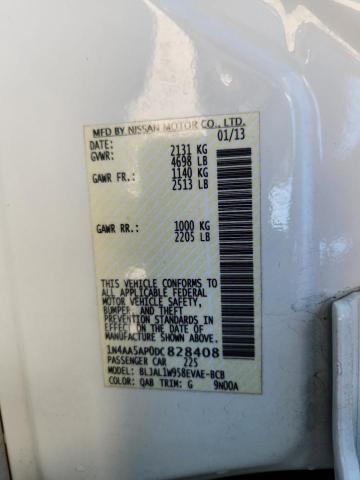 MFD BY NISSAN MOTOR CO., LTD.
DATE: 01/13
GVWR: 2131 KG
4698 LB
GAWR FR.: 1140 KG
2513 LB
GAWR RR.: 1000 KG
2205 LB
THIS VEHICLE CONFORMS TO
ALL APPLICABLE FEDERAL
MOTOR VEHICLE SAFETY,
BUMPER, AND THEFT
PREVENTION STANDARDS IN
EFFECT ON THE DATE OF
MANUFACTURE SHOWN ABOVE.
1N4AA5AP0DC828408
PASSENGER CAR 225
MODEL: BLJAL1W958EVAE-BCB
COLOR: QAB TRIM: G 9N00A